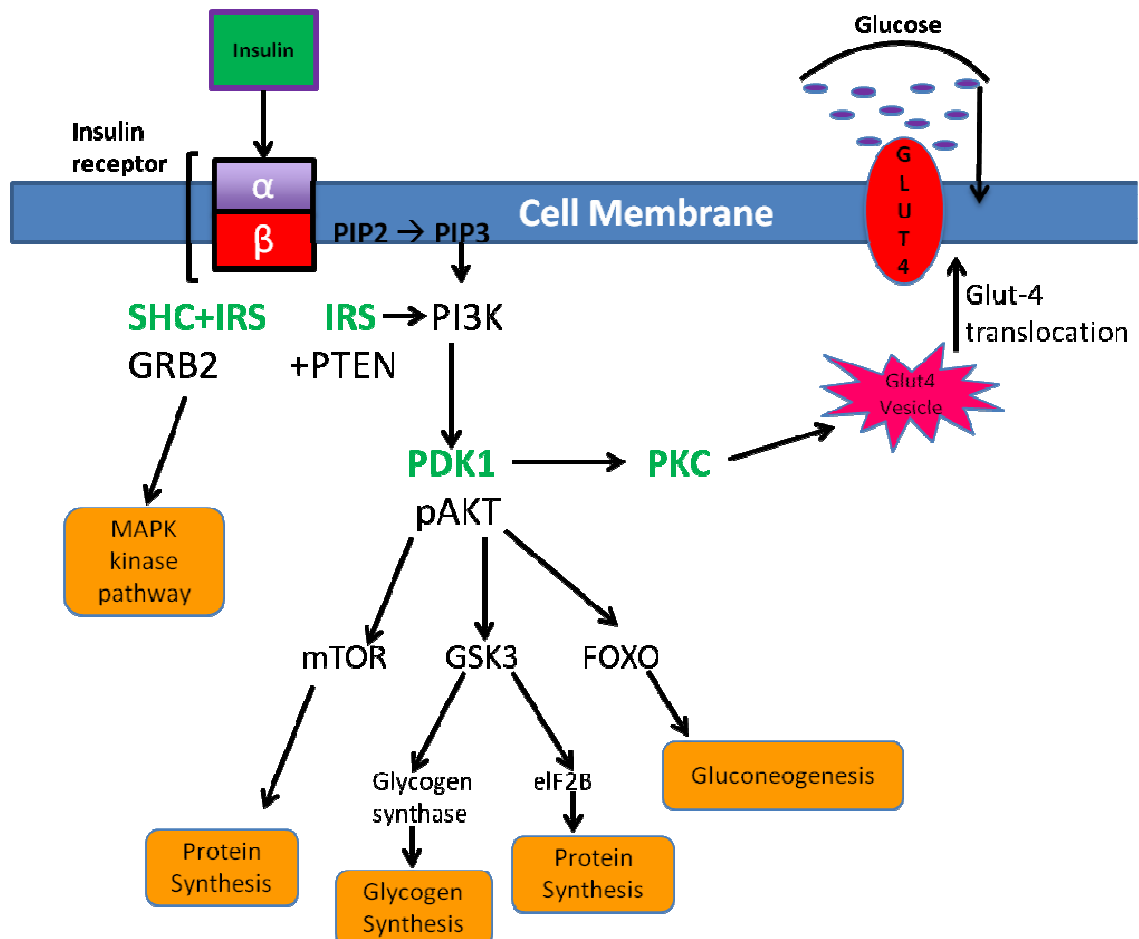 Insulin
Glucose
Insulin
receptor
α
β
PIP2 → PIP3
Cell Membrane
G
L
U
T
4
SHC+IRS
GRB2
IRS
+PTEN
PI3K
Glut-4
translocation
Glut4
Vesicle
PDK1
pAKT
PKC
MAPK
kinase
pathway
mTOR
GSK3
FOXO
Glycogen
synthase
eIF2B
Gluconeogenesis
Protein
Synthesis
Glycogen
Synthesis
Protein
Synthesis